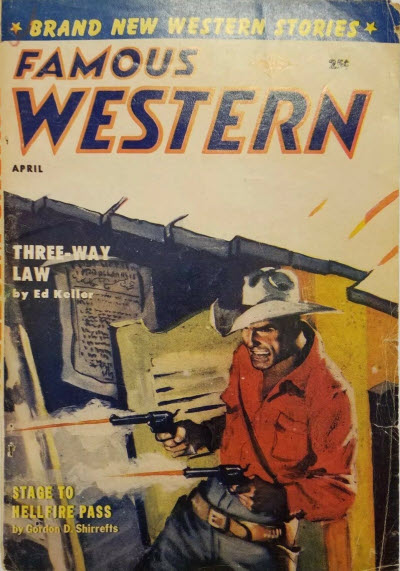 ★ BRAND NEW WESTERN STORIES ★
FAMOUS
25¢
WESTERN
APRIL
THREE-WAY
LAW
by Ed Keller
STAGE TO
HELLFIRE PASS
by Gordon D. Shirreffs